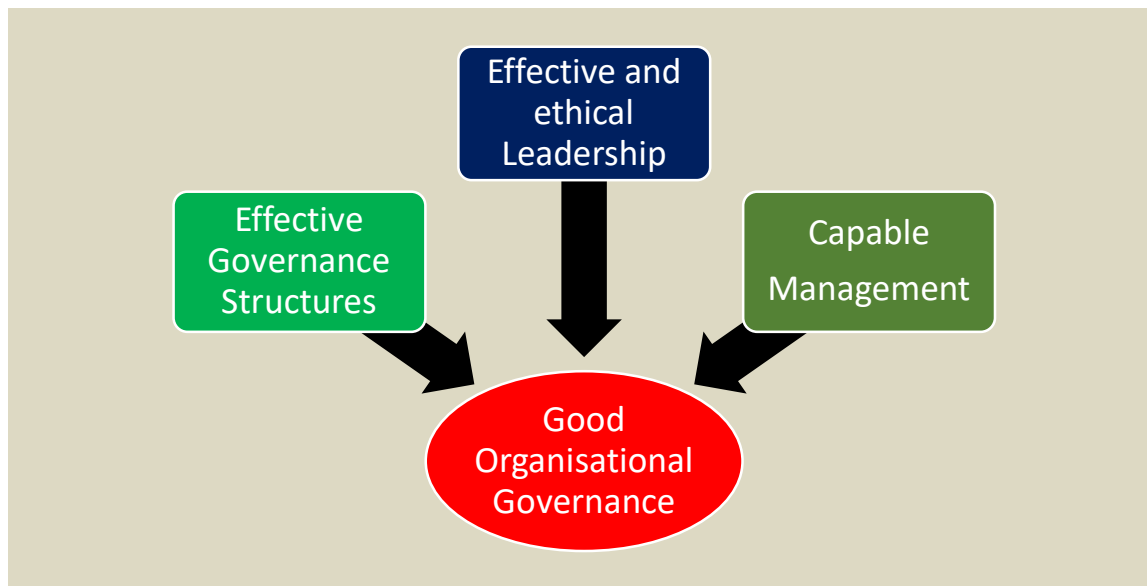 Effective and
ethical
Leadership
Effective
Governance
Structures
Capable
Management
Good
Organisational
Governance